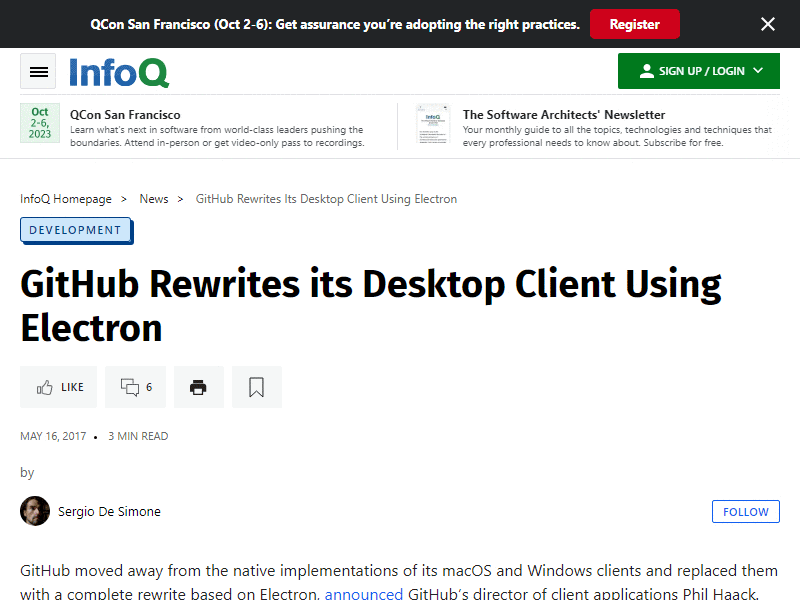 QCon San Francisco (Oct 2-6): Get assurance you're adopting the right practices.
Register
InfoQ
SIGN UP / LOGIN
Oct
2-6,
2023
QCon San Francisco
Learn what's next in software from world-class leaders pushing the
boundaries. Attend in-person or get video-only pass to recordings.
The Software Architects' Newsletter
Your monthly guide to all the topics, technologies and techniques that
every professional needs to know about. Subscribe for free.
InfoQ Homepage > News > GitHub Rewrites Its Desktop Client Using Electron
DEVELOPMENT
GitHub Rewrites its Desktop Client Using
Electron
LIKE
6
MAY 16, 2017 • 3 MIN READ
by
Sergio De Simone
FOLLOW
GitHub moved away from the native implementations of its macOS and Windows clients and replaced them
with a complete rewrite based on Electron, announced GitHub's director of client applications Phil Haack.